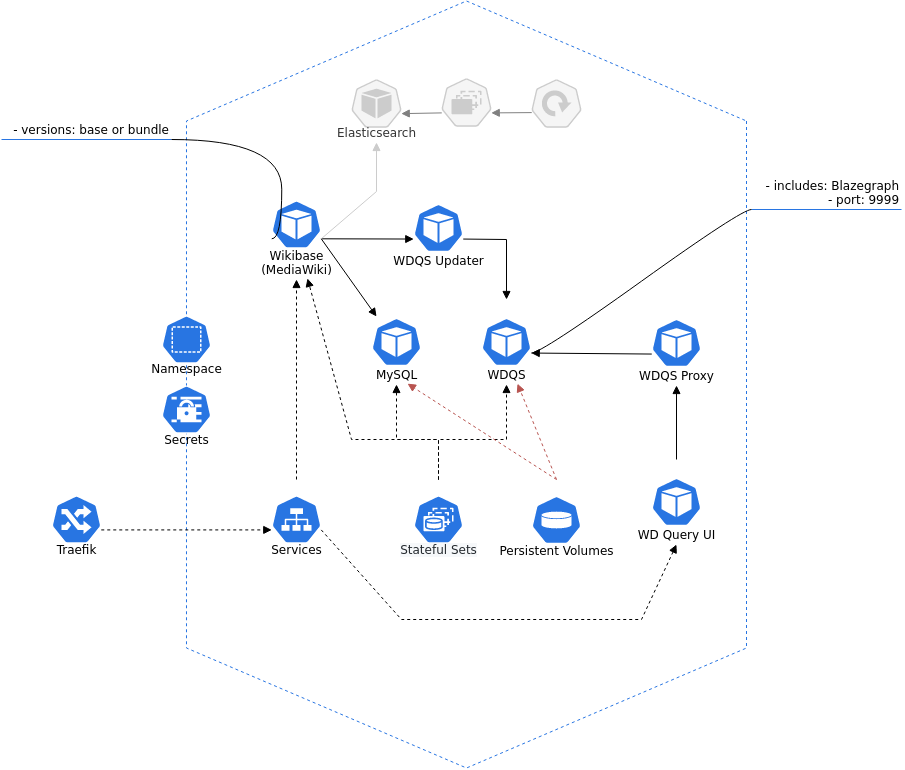 Elasticsearch
- versions: base or bundle
- includes: Blazegraph
- port: 9999
Wikibase
(MediaWiki)
WDQS Updater
Namespace
MySQL
WDQS
WDQS Proxy
Secrets
Traefik
Services
Stateful Sets
Persistent Volumes
WD Query UI